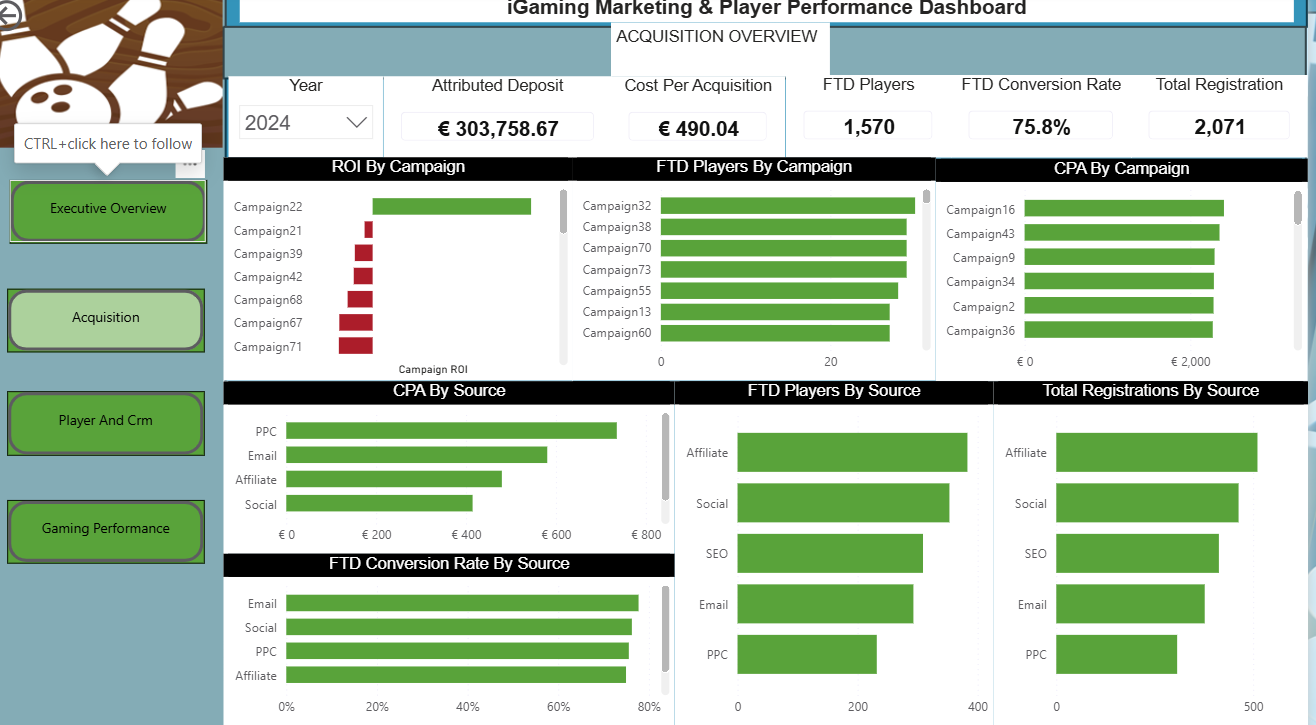 iGaming Marketing & Player Performance Dashboard
ACQUISITION OVERVIEW
Year
2024
Attributed Deposit
€ 303,758.67
Cost Per Acquisition
€ 490.04
FTD Players
1,570
FTD Conversion Rate
75.8%
Total Registration
2,071
CTRL+click here to follow
Executive Overview
Acquisition
Player And Crm
Gaming Performance
ROI By Campaign
Campaign22
Campaign21
Campaign39
Campaign42
Campaign68
Campaign67
Campaign71
Campaign ROI
FTD Players By Campaign
Campaign32
Campaign38
Campaign70
Campaign73
Campaign55
Campaign13
Campaign60
0 20
CPA By Campaign
Campaign16
Campaign43
Campaign9
Campaign34
Campaign2
Campaign36
€ 0 € 2,000
CPA By Source
PPC
Email
Affiliate
Social
€ 0 € 200 € 400 € 600 € 800
FTD Conversion Rate By Source
Email
Social
PPC
Affiliate
0% 20% 40% 60% 80%
FTD Players By Source
Affiliate
Social
SEO
Email
PPC
0 200 400
Total Registrations By Source
Affiliate
Social
SEO
Email
PPC
0 500